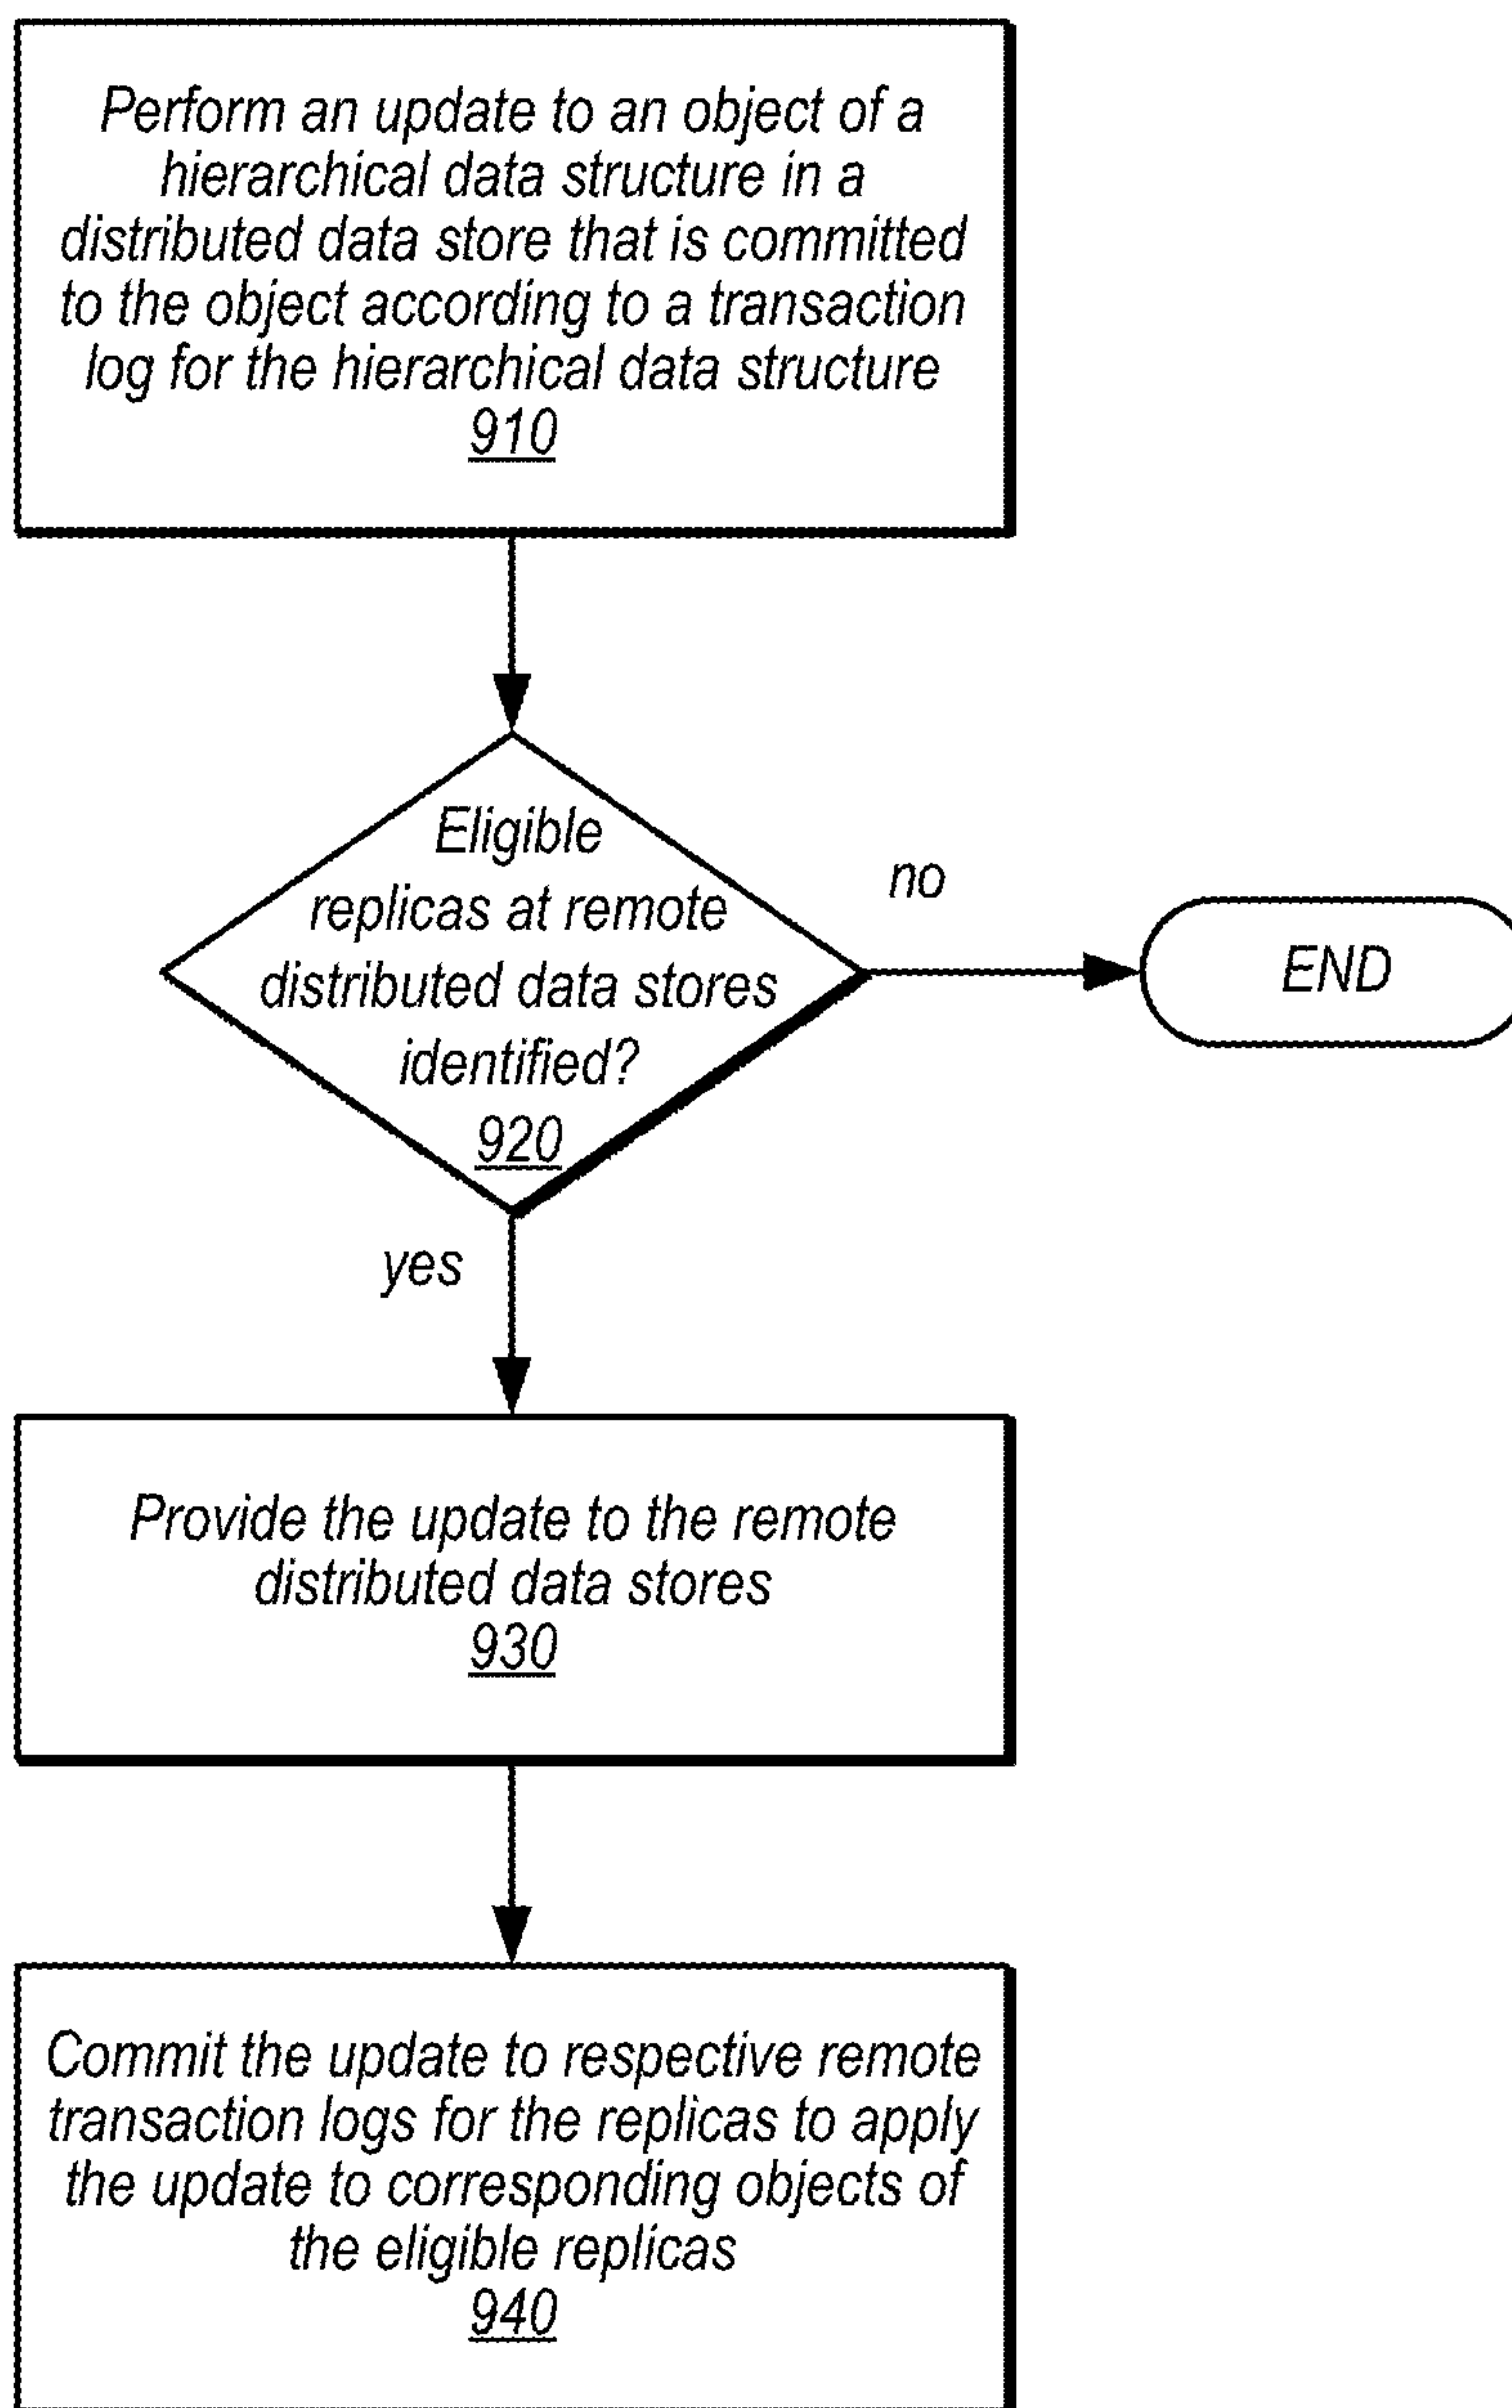 Perform an update to an object of a
hierarchical data structure in a
distributed data store that is committed
to the object according to a transaction
log for the hierarchical data structure
910
Eligible
replicas at remote
distributed data stores
identified?
920
no
END
yes
Provide the update to the remote
distributed data stores
930
Commit the update to respective remote
transaction logs for the replicas to apply
the update to corresponding objects of
the eligible replicas
940